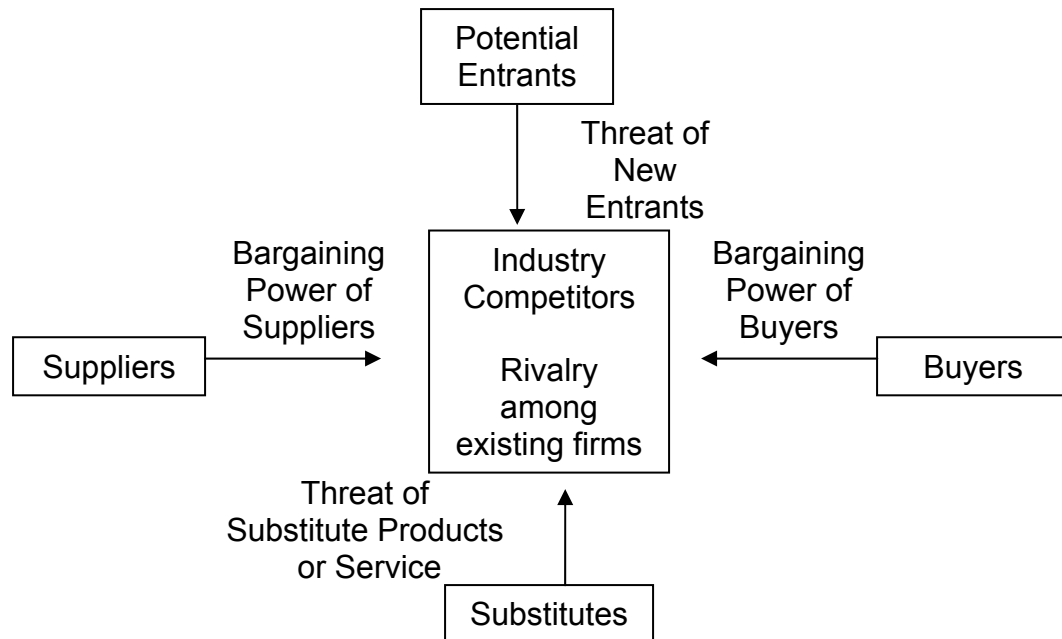 Potential
Entrants
Threat of
New
Entrants
Bargaining
Power of
Suppliers
Industry
Competitors
Bargaining
Power of
Buyers
Suppliers
Rivalry
among
existing firms
Buyers
Threat of
Substitute Products
or Service
Substitutes